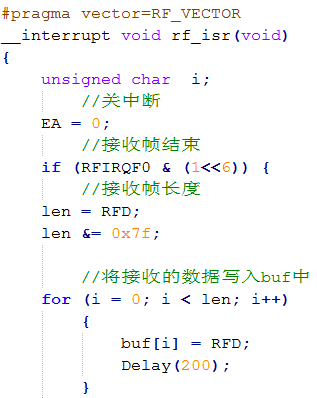 #pragma vector=RF_VECTOR
__interrupt void rf_isr(void)
{
unsigned char  i;
//关中断
EA = 0;
//接收帧结束
if (RFIRQF0 & (1<<6)) {
//接收帧长度
len = RFD;
len &= 0x7f;
//将接收的数据写入buf中
for (i = 0; i < len; i++)
{
buf[i] = RFD;
Delay(200);
}